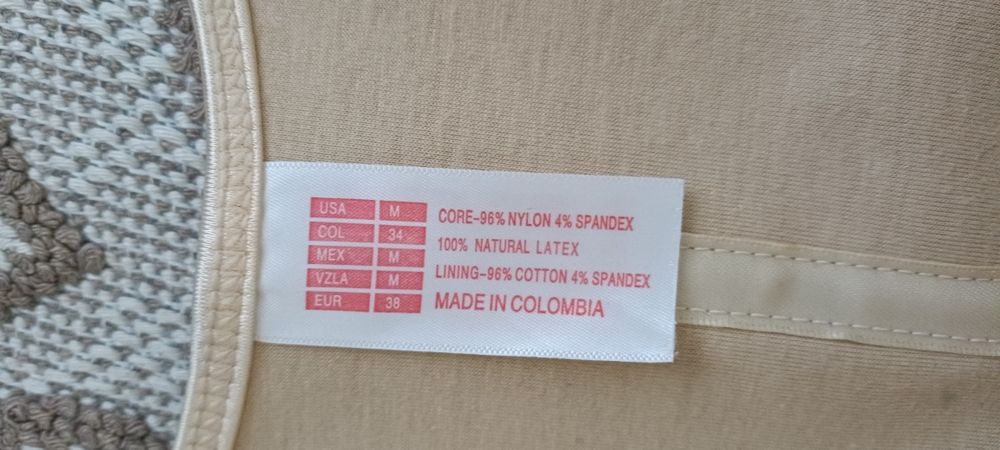 USA M
COL 34
MEX M
VZLA M
EUR 38
CORE-96% NYLON 4% SPANDEX
100% NATURAL LATEX
LINING-96% COTTON 4% SPANDEX
MADE IN COLOMBIA